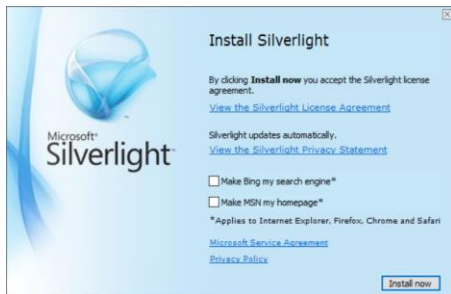 Install Silverlight
By clicking Install now you accept the Silverlight license
agreement.
View the Silverlight License Agreement
Microsoft®
Silverlight™
Silverlight updates automatically.
View the Silverlight Privacy Statement
Make Bing my search engine*
Make MSN my homepage*
*Applies to Internet Explorer, Firefox, Chrome and Safari
Microsoft Service Agreement
Privacy Policy
Install now